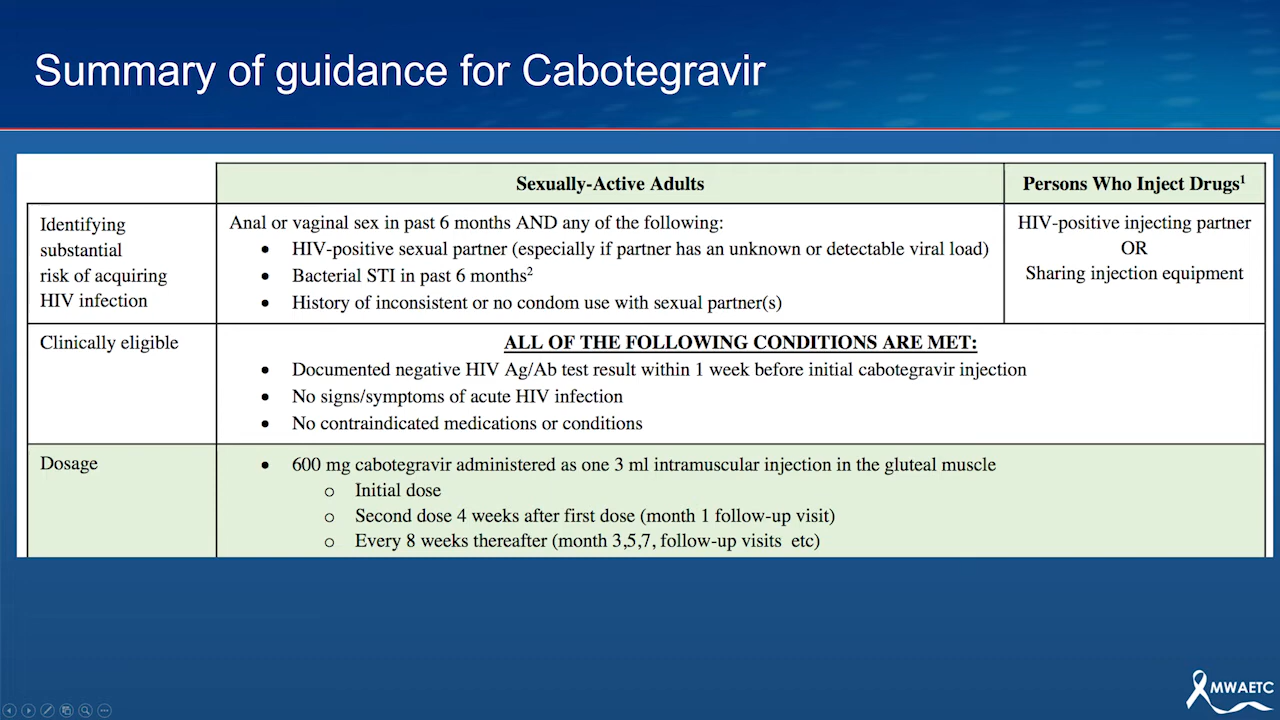 Summary of guidance for Cabotegravir
Sexually-Active Adults
Persons Who Inject Drugs¹
Identifying
substantial
risk of acquiring
HIV infection
Anal or vaginal sex in past 6 months AND any of the following:
• HIV-positive sexual partner (especially if partner has an unknown or detectable viral load)
• Bacterial STI in past 6 months²
• History of inconsistent or no condom use with sexual partner(s)
HIV-positive injecting partner
OR
Sharing injection equipment
Clinically eligible
ALL OF THE FOLLOWING CONDITIONS ARE MET:
• Documented negative HIV Ag/Ab test result within 1 week before initial cabotegravir injection
• No signs/symptoms of acute HIV infection
• No contraindicated medications or conditions
Dosage
• 600 mg cabotegravir administered as one 3 ml intramuscular injection in the gluteal muscle
o Initial dose
o Second dose 4 weeks after first dose (month 1 follow-up visit)
o Every 8 weeks thereafter (month 3,5,7, follow-up visits etc)
MWAETC